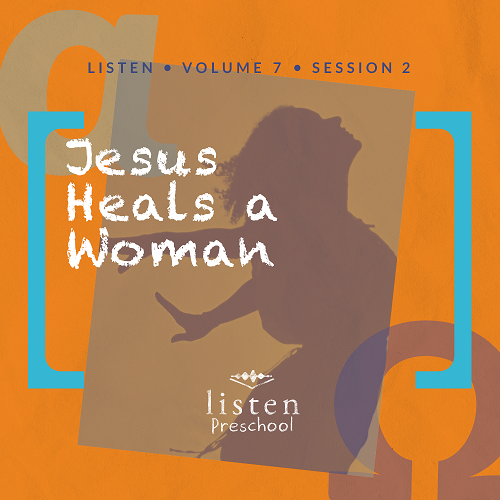 LISTEN • VOLUME 7 • SESSION 2
Jesus
Heals a
Woman
listen
Preschool